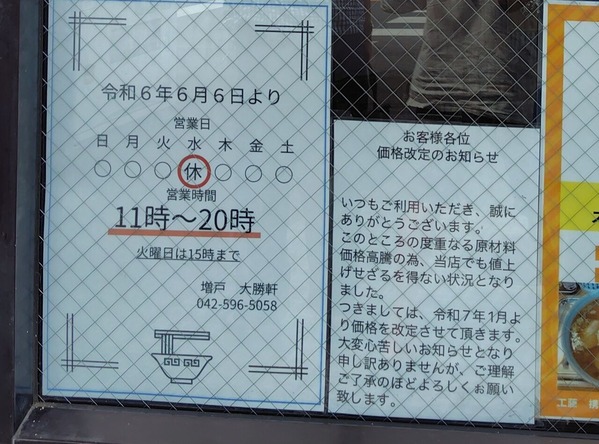 令和6年6月6日より
営業日
日 月 火 水 木 金 土
○ ○ ○ 休 ○ ○ ○
営業時間
11時～20時
火曜日は15時まで
増戸 大勝軒
042-596-5058
お客様各位
価格改定のお知らせ
いつもご利用いただき、誠に
ありがとうございます。
このところの度重なる原材料
価格高騰の為、当店でも値上
げせざるを得ない状況となり
ました。
つきましては、令和7年1月よ
り価格を改定させて頂きます。
大変心苦しいお知らせとなり
申し訳ありませんが、ご理解
ご了承のほどよろしくお願い
致します。
工藤